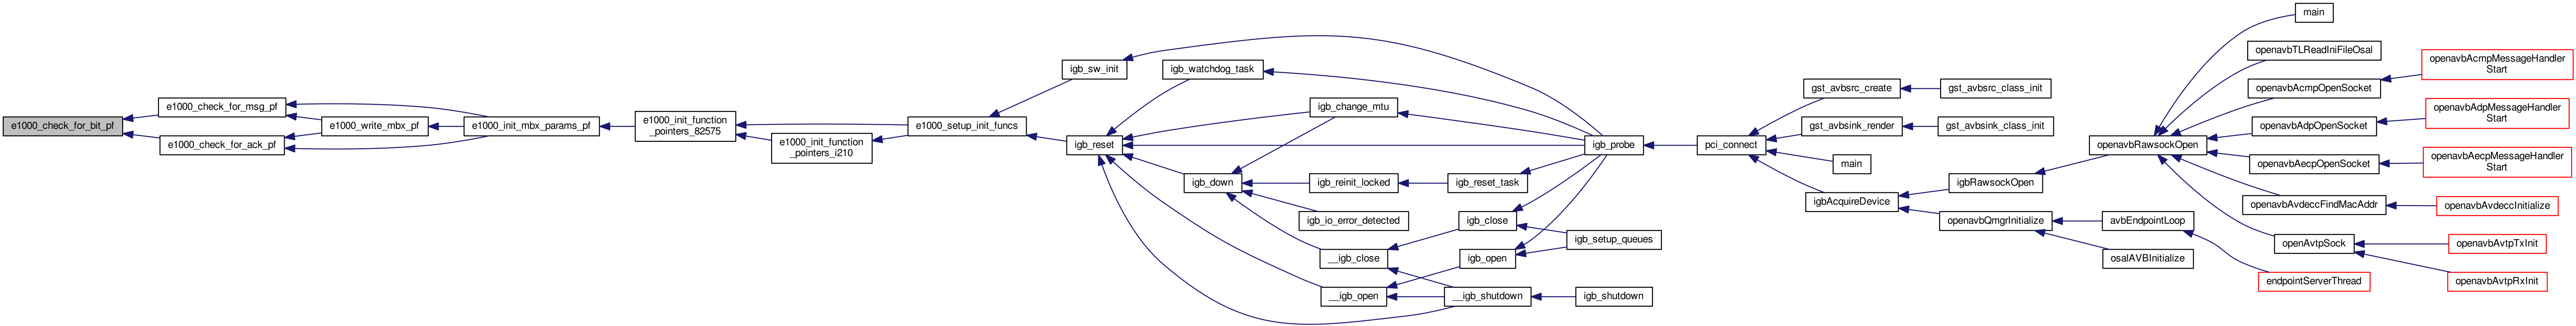 e1000_check_for_bit_pf
e1000_check_for_msg_pf
e1000_check_for_ack_pf
e1000_write_mbx_pf
e1000_init_mbx_params_pf
e1000_init_function
_pointers_82575
e1000_init_function
_pointers_i210
e1000_setup_init_funcs
igb_sw_init
igb_reset
igb_watchdog_task
igb_change_mtu
igb_down
igb_reinit_locked
igb_reset_task
igb_io_error_detected
__igb_close
__igb_open
igb_close
igb_open
__igb_shutdown
igb_probe
igb_setup_queues
igb_shutdown
pci_connect
gst_avbsrc_create
gst_avbsink_render
main
igbAcquireDevice
gst_avbsrc_class_init
gst_avbsink_class_init
igbRawsockOpen
openavbQmgrInitialize
avbEndpointLoop
osalAVBInitialize
openavbRawsockOpen
main
openavbTLReadIniFileOsal
openavbAcmpOpenSocket
openavbAdpOpenSocket
openavbAecpOpenSocket
openavbAvdeccFindMacAddr
openAvtpSock
endpointServerThread
openavbAcmpMessageHandler
Start
openavbAdpMessageHandler
Start
openavbAecpMessageHandler
Start
openavbAvdeccInitialize
openavbAvtpTxInit
openavbAvtpRxInit